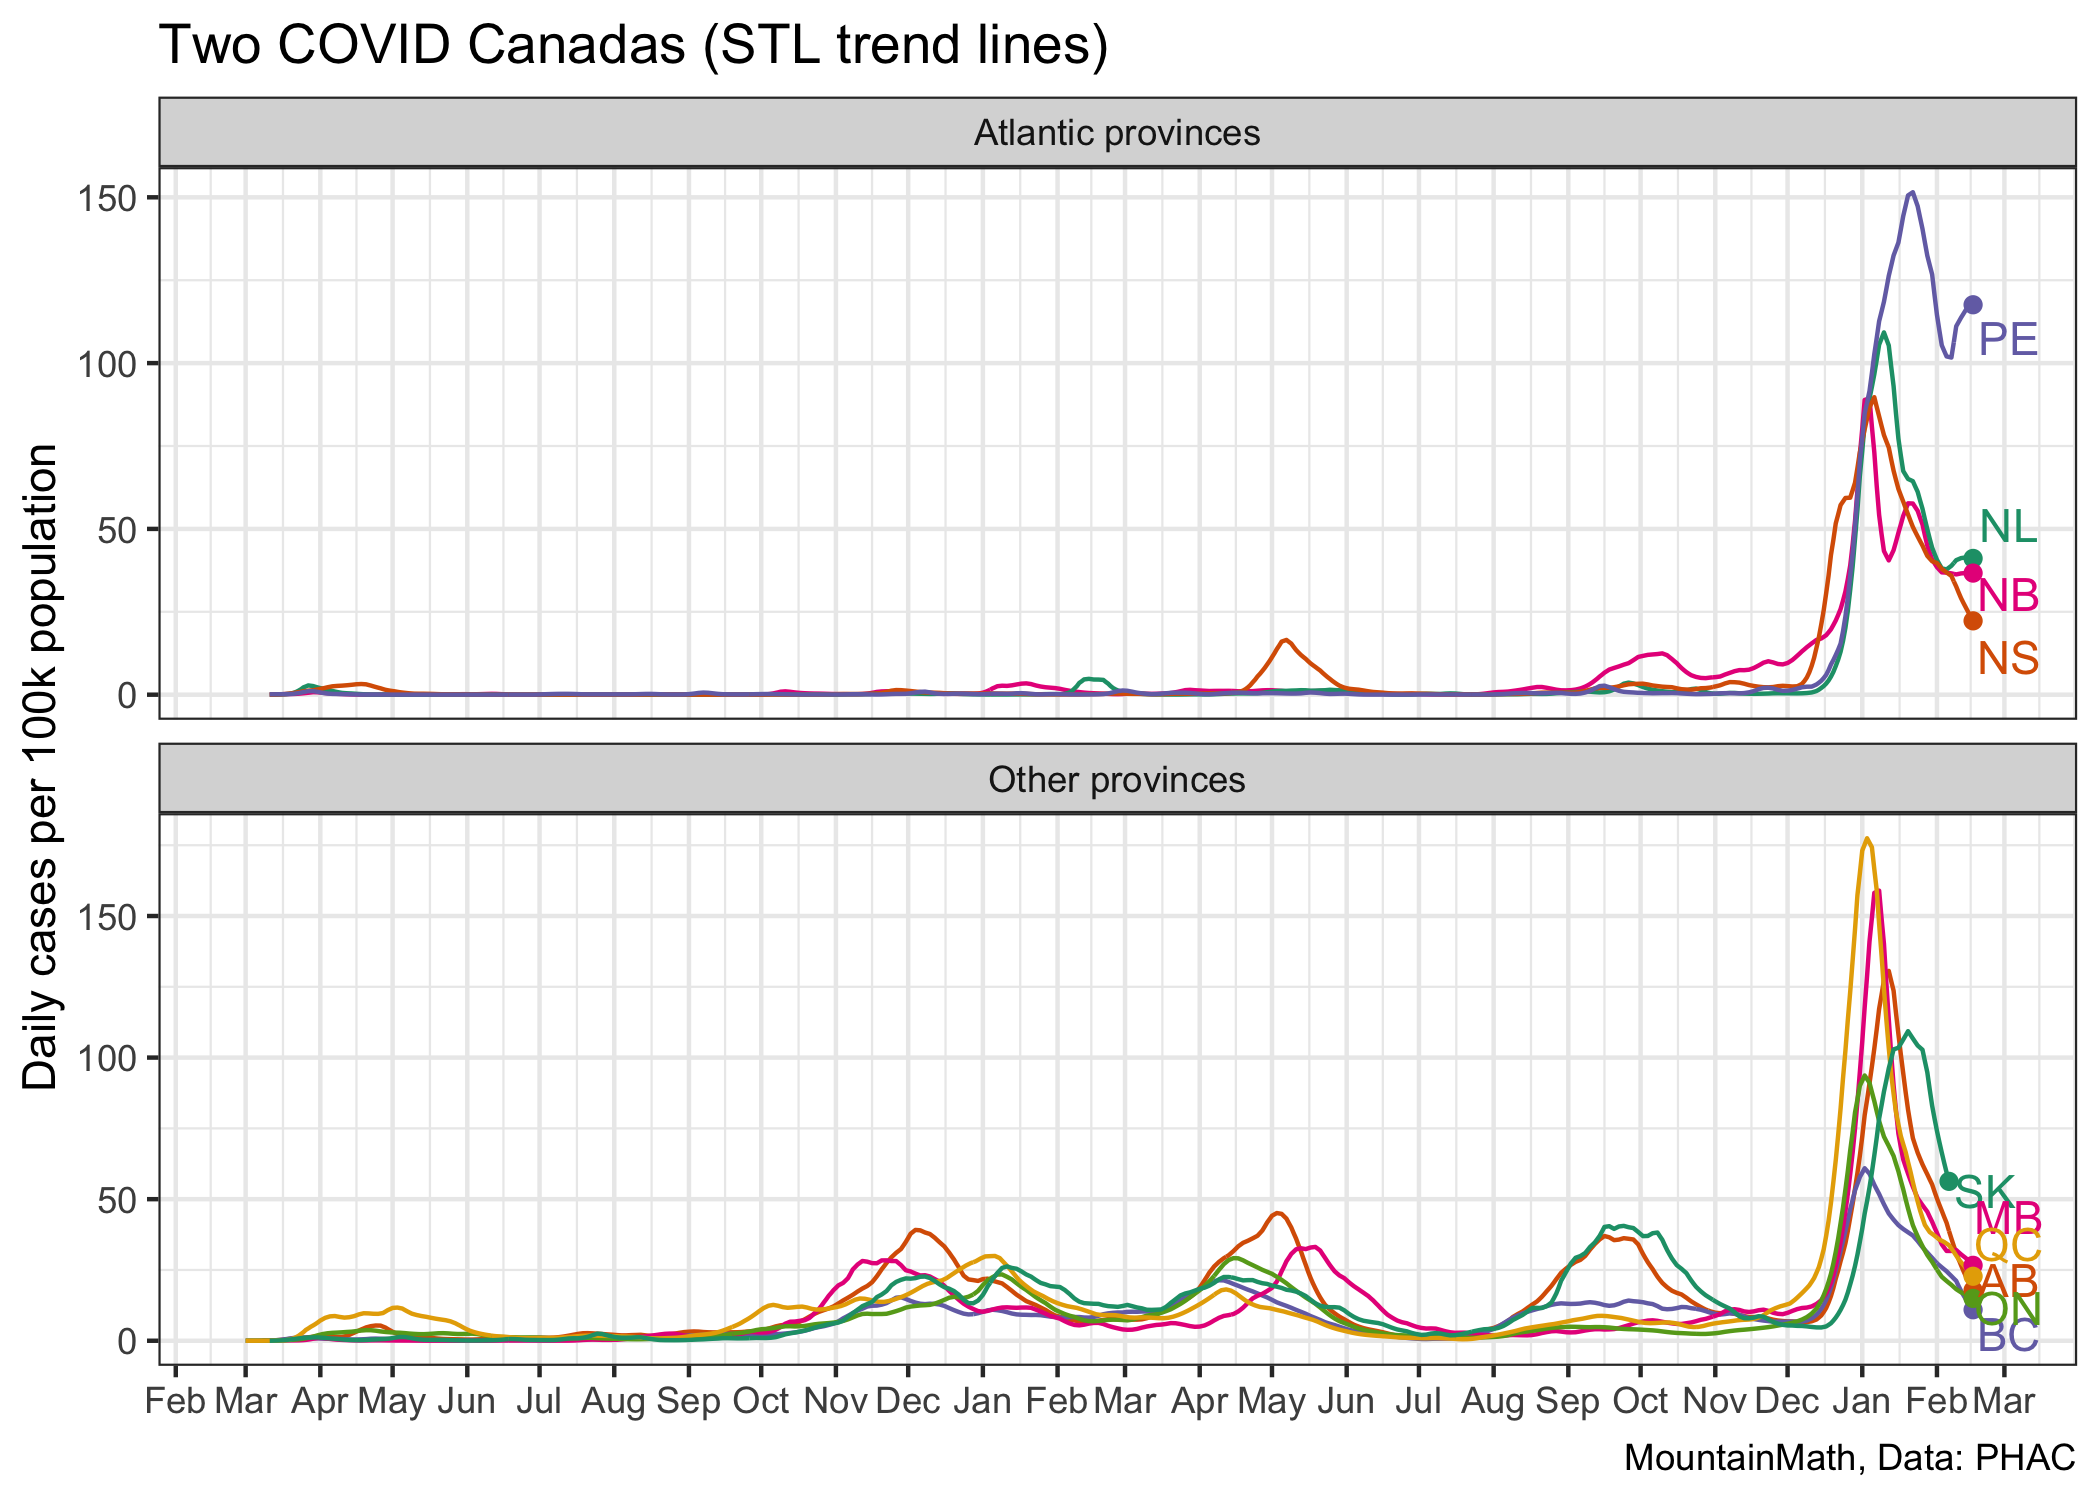 Two COVID Canadas (STL trend lines)
Atlantic provinces
150
100
50
0
PE
NL
NB
NS
Daily cases per 100k population
Other provinces
150
100
50
0
SK
MB
QC
AB
ON
BC
Feb Mar Apr May Jun Jul Aug Sep Oct Nov Dec Jan Feb Mar Apr May Jun Jul Aug Sep Oct Nov Dec Jan Feb Mar
MountainMath, Data: PHAC